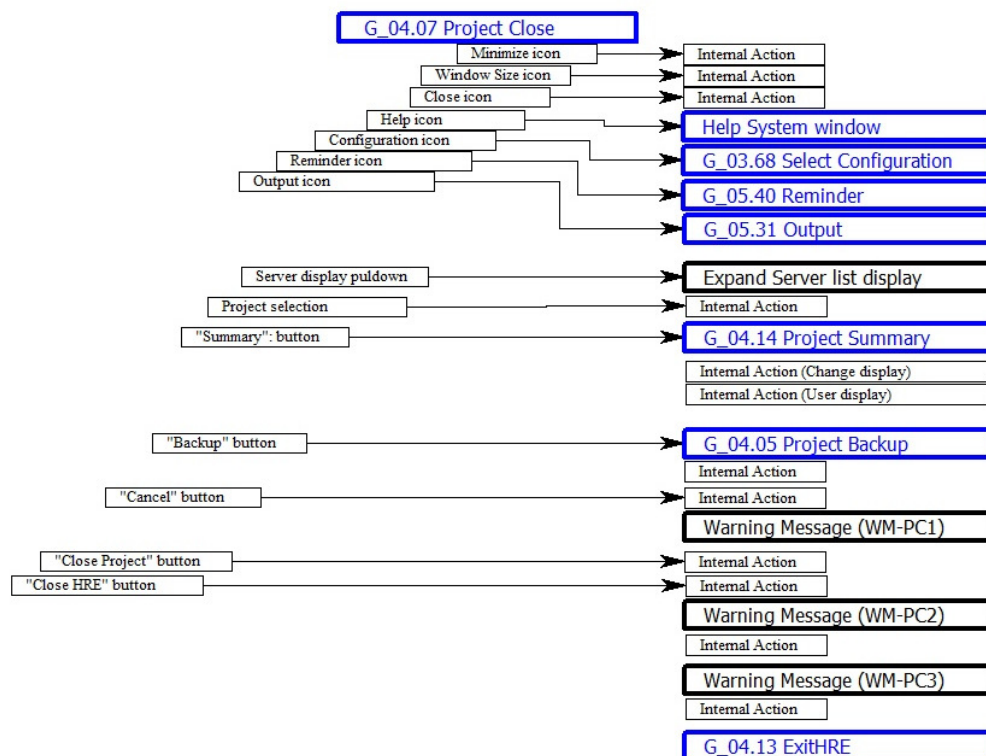 G_04.07 Project Close
Minimize icon
Internal Action
Window Size icon
Internal Action
Close icon
Internal Action
Help icon
Help System window
Configuration icon
G_03.68 Select Configuration
Reminder icon
G_05.40 Reminder
Output icon
G_05.31 Output
Server display puldown
Expand Server list display
Project selection
Internal Action
"Summary": button
G_04.14 Project Summary
Internal Action (Change display)
Internal Action (User display)
"Backup" button
G_04.05 Project Backup
Internal Action
"Cancel" button
Internal Action
Warning Message (WM-PC1)
"Close Project" button
Internal Action
"Close HRE" button
Internal Action
Warning Message (WM-PC2)
Internal Action
Warning Message (WM-PC3)
Internal Action
G_04.13 ExitHRE